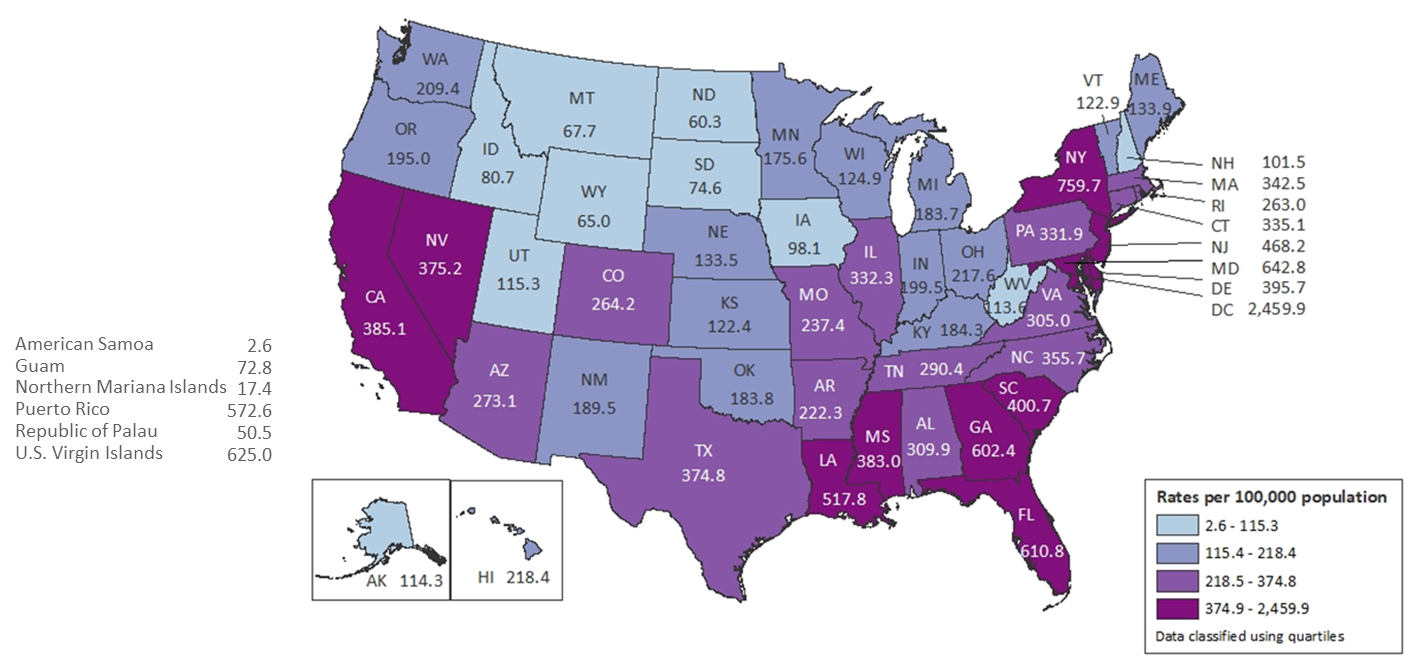 WA
209.4
OR
195.0
CA
385.1
NV
375.2
ID
80.7
MT
67.7
WY
65.0
UT
115.3
CO
264.2
AZ
273.1
NM
189.5
ND
60.3
SD
74.6
NE
133.5
KS
122.4
OK
183.8
TX
374.8
MN
175.6
IA
98.1
MO
237.4
AR
222.3
LA
517.8
WI
124.9
IL
332.3
MI
183.7
IN
199.5
OH
217.6
KY 184.3
TN 290.4
MS
383.0
AL
309.9
GA
602.4
FL
610.8
SC
400.7
NC 355.7
VA
305.0
WV
113.6
PA 331.9
NY
759.7
VT
122.9
ME
133.9
NH 101.5
MA 342.5
RI 263.0
CT 335.1
NJ 468.2
MD 642.8
DE 395.7
DC 2,459.9
American Samoa 2.6
Guam 72.8
Northern Mariana Islands 17.4
Puerto Rico 572.6
Republic of Palau 50.5
U.S. Virgin Islands 625.0
AK 114.3
HI 218.4
Rates per 100,000 population
2.6 - 115.3
115.4 - 218.4
218.5 - 374.8
374.9 - 2,459.9
Data classified using quartiles